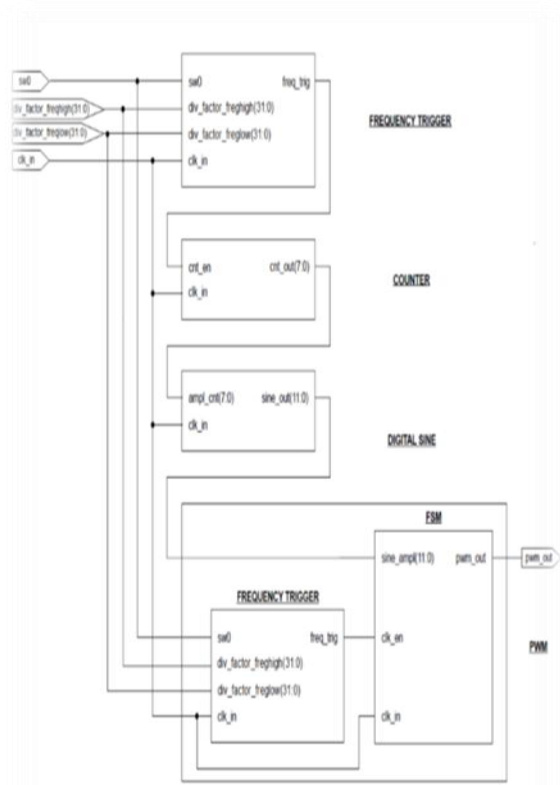 sw0
div_factor_freqhigh(31:0)
div_factor_freqlow(31:0)
clk_in
sw0 freq_trig
div_factor_freqhigh(31:0)
div_factor_freqlow(31:0)
clk_in
FREQUENCY TRIGGER
cnt_en cnt_out(7:0)
clk_in
COUNTER
ampl_cnt(7:0) sine_out(11:0)
clk_in
DIGITAL SINE
FSM
sine_ampl(11:0) pwm_out
pwm_out
FREQUENCY TRIGGER
sw0 freq_trig
clk_en
PWM
div_factor_freqhigh(31:0)
div_factor_freqlow(31:0)
clk_in
clk_in